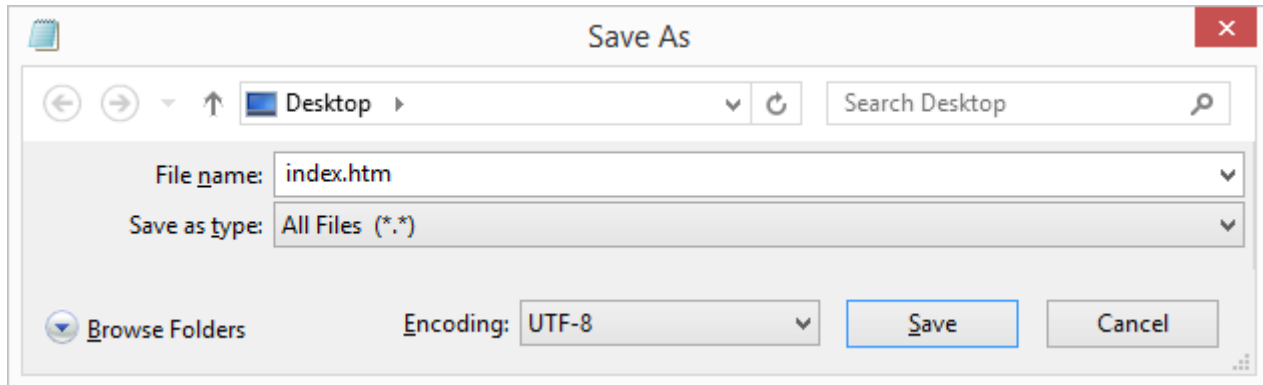 Save As
Desktop
Search Desktop
File name: index.htm
Save as type: All Files (*.*)
Browse Folders Encoding: UTF-8 Save Cancel